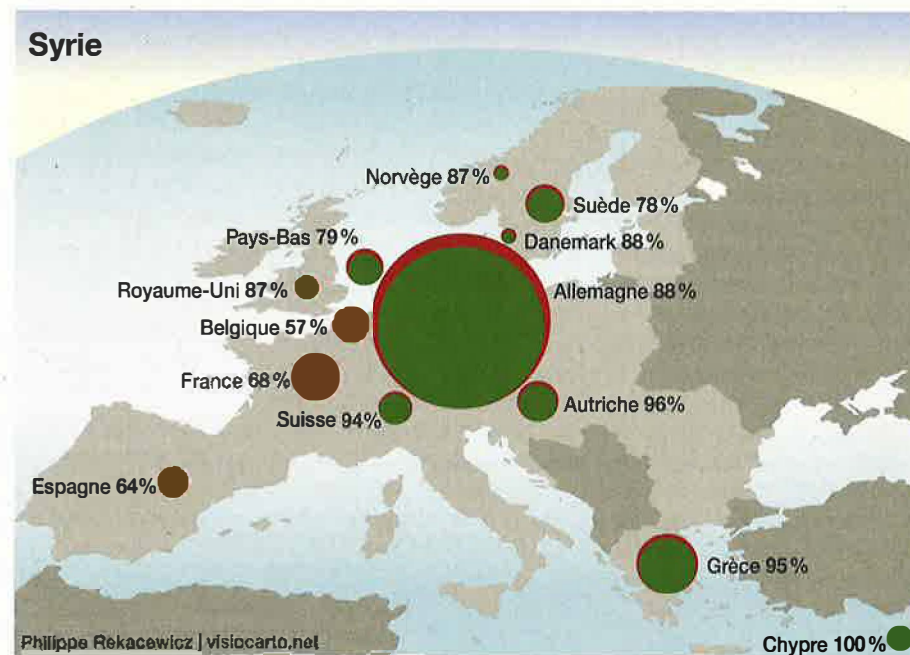 Syrie
Norvège 87 %
Suède 78 %
Pays-Bas 79 %
Danemark 88 %
Royaume-Uni 87 %
Allemagne 88 %
Belgique 57 %
France 68 %
Suisse 94 %
Autriche 96 %
Espagne 64 %
Grèce 95 %
Philippe Rekacewicz | visiocarto.net
Chypre 100 %